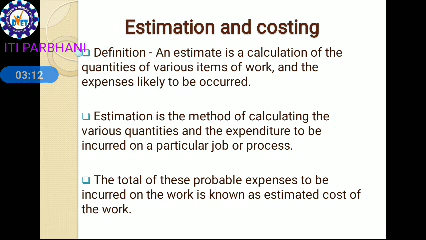 Estimation and costing
ITI PARBHANI
03:12
Definition - An estimate is a calculation of the
quantities of various items of work, and the
expenses likely to be occurred.
Estimation is the method of calculating the
various quantities and the expenditure to be
incurred on a particular job or process.
The total of these probable expenses to be
incurred on the work is known as estimated cost of
the work.